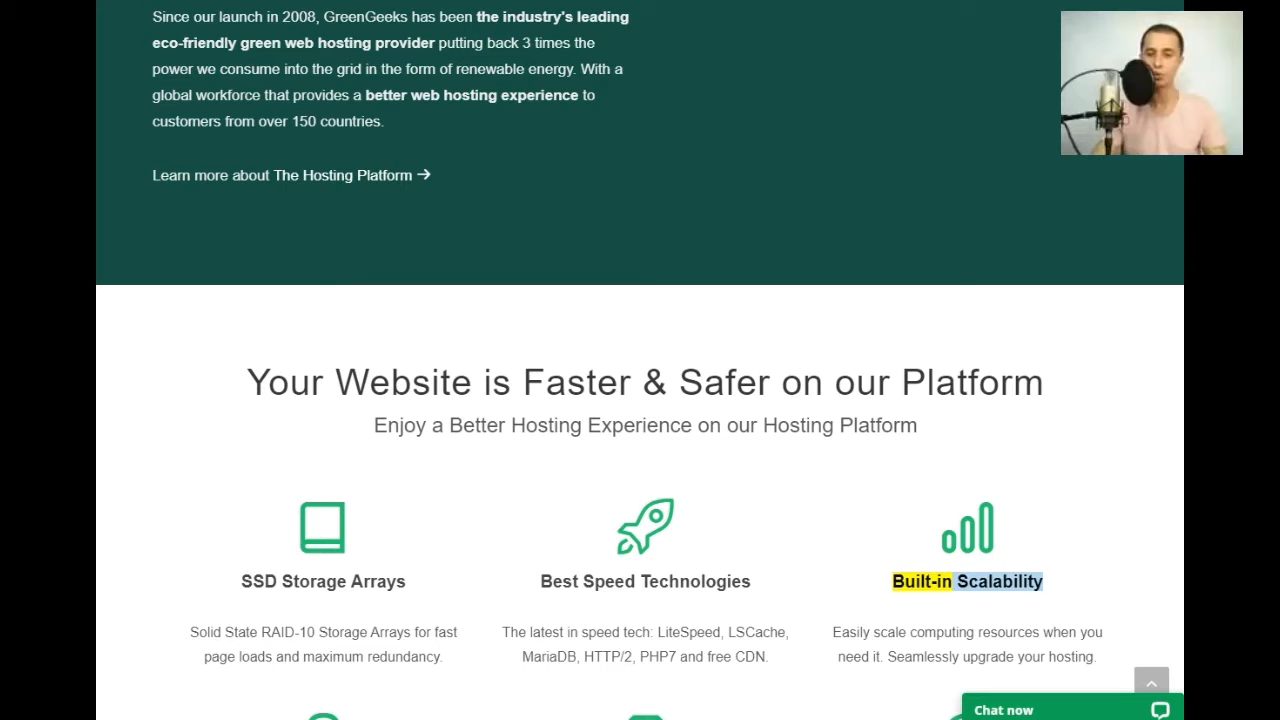 Since our launch in 2008, GreenGeeks has been the industry's leading
eco-friendly green web hosting provider putting back 3 times the
power we consume into the grid in the form of renewable energy. With a
global workforce that provides a better web hosting experience to
customers from over 150 countries.
Learn more about The Hosting Platform →
Your Website is Faster & Safer on our Platform
Enjoy a Better Hosting Experience on our Hosting Platform
SSD Storage Arrays
Best Speed Technologies
Built-in Scalability
Solid State RAID-10 Storage Arrays for fast
page loads and maximum redundancy.
The latest in speed tech: LiteSpeed, LSCache,
MariaDB, HTTP/2, PHP7 and free CDN.
Easily scale computing resources when you
need it. Seamlessly upgrade your hosting.
Chat now